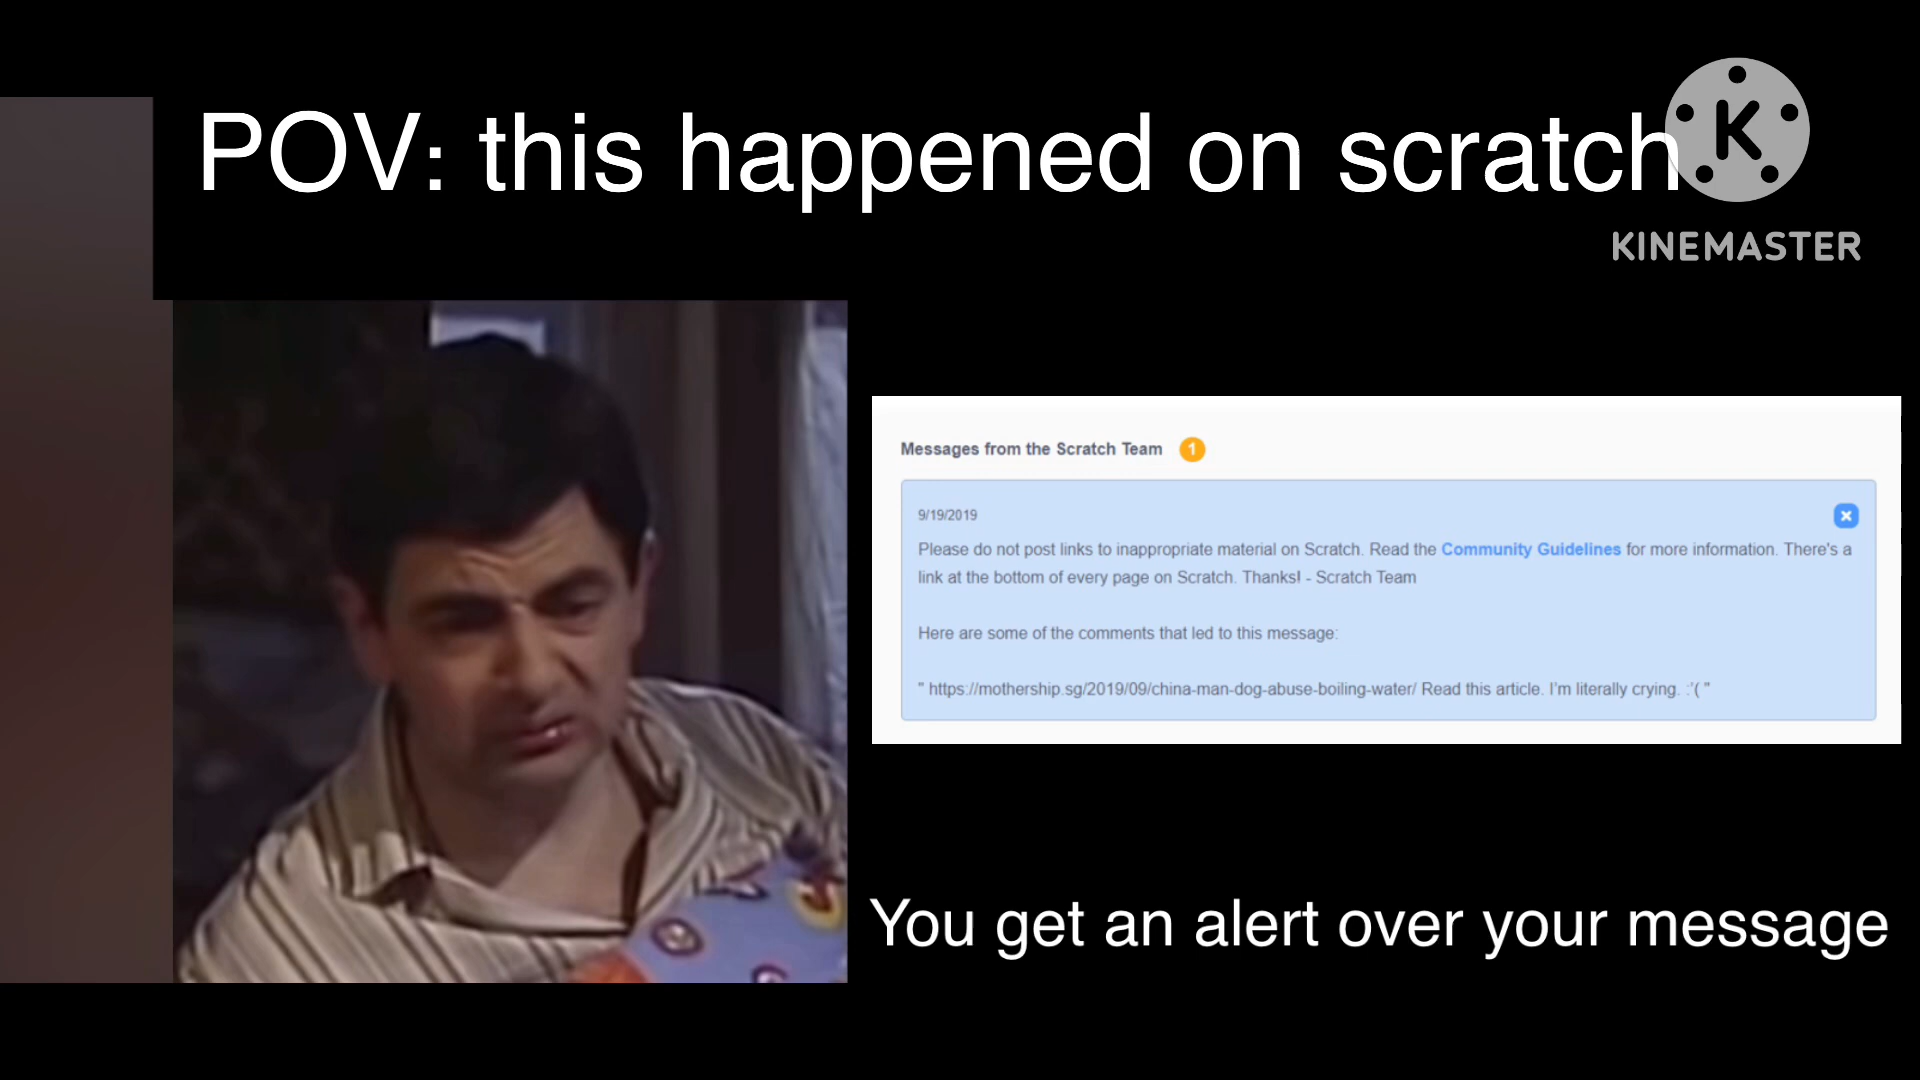 POV: this happened on scratch
K
KINEMASTER
Messages from the Scratch Team 1
9/19/2019
Please do not post links to inappropriate material on Scratch. Read the Community Guidelines for more information. There's a
link at the bottom of every page on Scratch. Thanks! - Scratch Team
Here are some of the comments that led to this message:
" https://mothership.sg/2019/09/china-man-dog-abuse-boiling-water/ Read this article. I'm literally crying. :'( "
You get an alert over your message